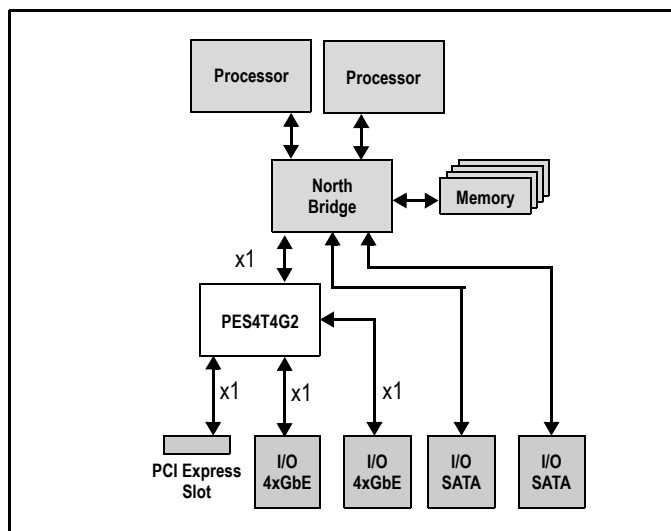 Processor
Processor
North
Bridge
Memory
x1
PES4T4G2
x1
x1
x1
PCI Express
Slot
I/O
4xGbE
I/O
4xGbE
I/O
SATA
I/O
SATA